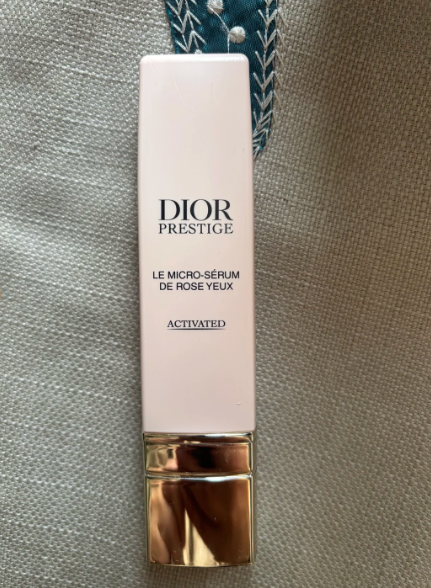 DIOR
PRESTIGE
LE MICRO-SÉRUM
DE ROSE YEUX
ACTIVATED